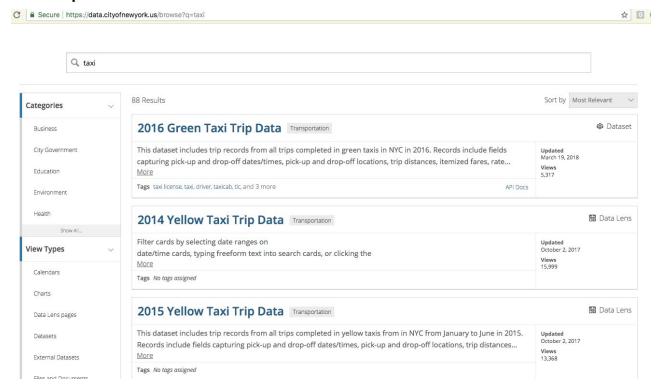 Secure | https://data.cityofnewyork.us/browse?q=taxi
taxi
Categories
Business
City Government
Education
Environment
Health
Show All...
View Types
Calendars
Charts
Data Lens pages
Datasets
External Datasets
Files and Documents
88 Results
Sort by Most Relevant
2016 Green Taxi Trip Data Transportation
Dataset
This dataset includes trip records from all trips completed in green taxis in NYC in 2016. Records include fields
capturing pick-up and drop-off dates/times, pick-up and drop-off locations, trip distances, itemized fares, rate...
More
Tags taxi license, taxi, driver, taxicab, tlc, and 3 more
API Docs
Updated
March 19, 2018
Views
5,317
2014 Yellow Taxi Trip Data Transportation
Data Lens
Filter cards by selecting date ranges on
date/time cards, typing freeform text into search cards, or clicking the
More
Tags No tags assigned
Updated
October 2, 2017
Views
15,999
2015 Yellow Taxi Trip Data Transportation
Data Lens
This dataset includes trip records from all trips completed in yellow taxis from in NYC from January to June in 2015.
Records include fields capturing pick-up and drop-off dates/times, pick-up and drop-off locations, trip distances...
More
Tags No tags assigned
Updated
October 2, 2017
Views
13,368